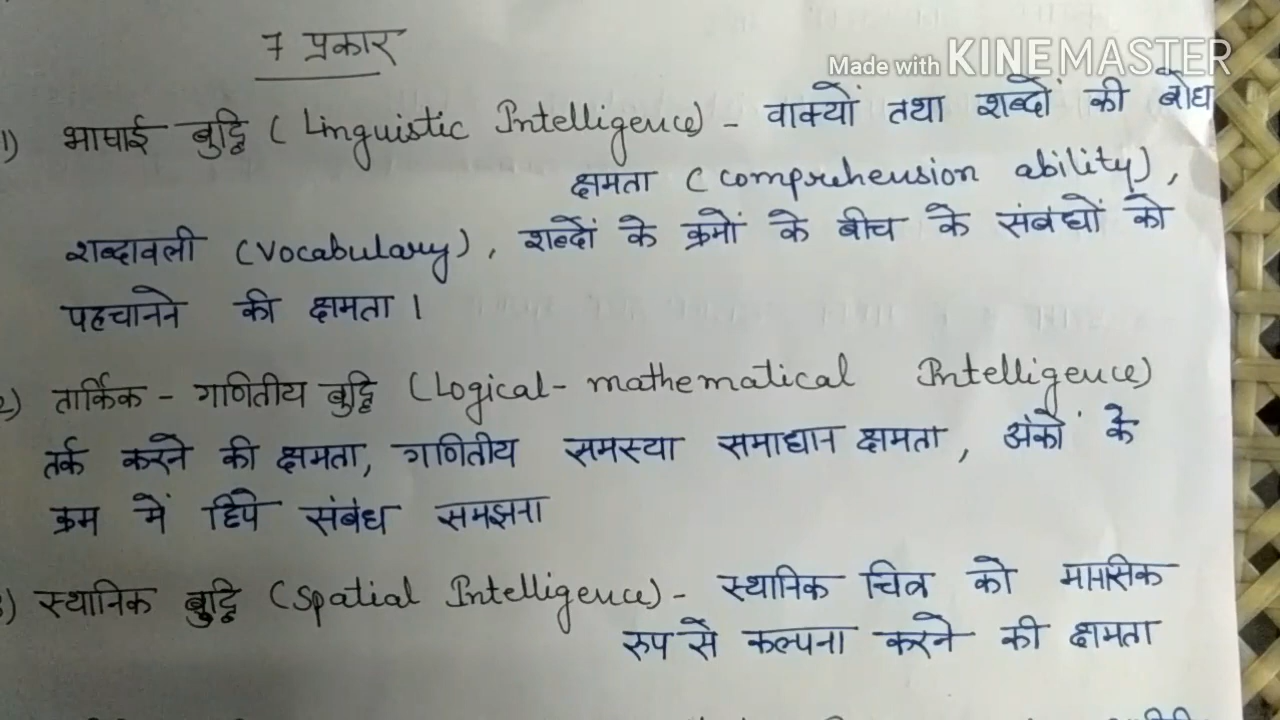 7 प्रकार
Made with KINEMASTER
1) भाषाई बुद्धि (Linguistic Intelligence) - वाक्यों तथा शब्दों की बोध
क्षमता (Comprehension ability),
शब्दावली (Vocabulary), शब्दों के क्रमों के बीच के संबंधों को
पहचानने की क्षमता।
2) तार्किक - गणितीय बुद्धि (Logical - mathematical Intelligence)
तर्क करने की क्षमता, गणितीय समस्या समाधान क्षमता, अंकों के
क्रम में छिपे संबंध समझना
3) स्थानिक बुद्धि (Spatial Intelligence) - स्थानिक चित्र को मानसिक
रुप से कल्पना करने की क्षमता